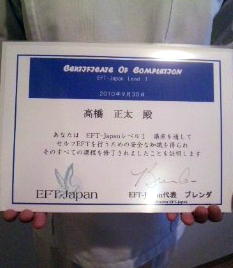 CERTIFICATE OF COMPLETION
EFT-Japan Level 1
2010年9月30日
高橋 正太 殿
あなたは EFT-Japanレベル1 講座を通して
セルフEFTを行うための安全な知識を得られ
そのすべての課程を修了されましたことを証明します
EFT-Japan
EFT-Japan代表 ブレンダ